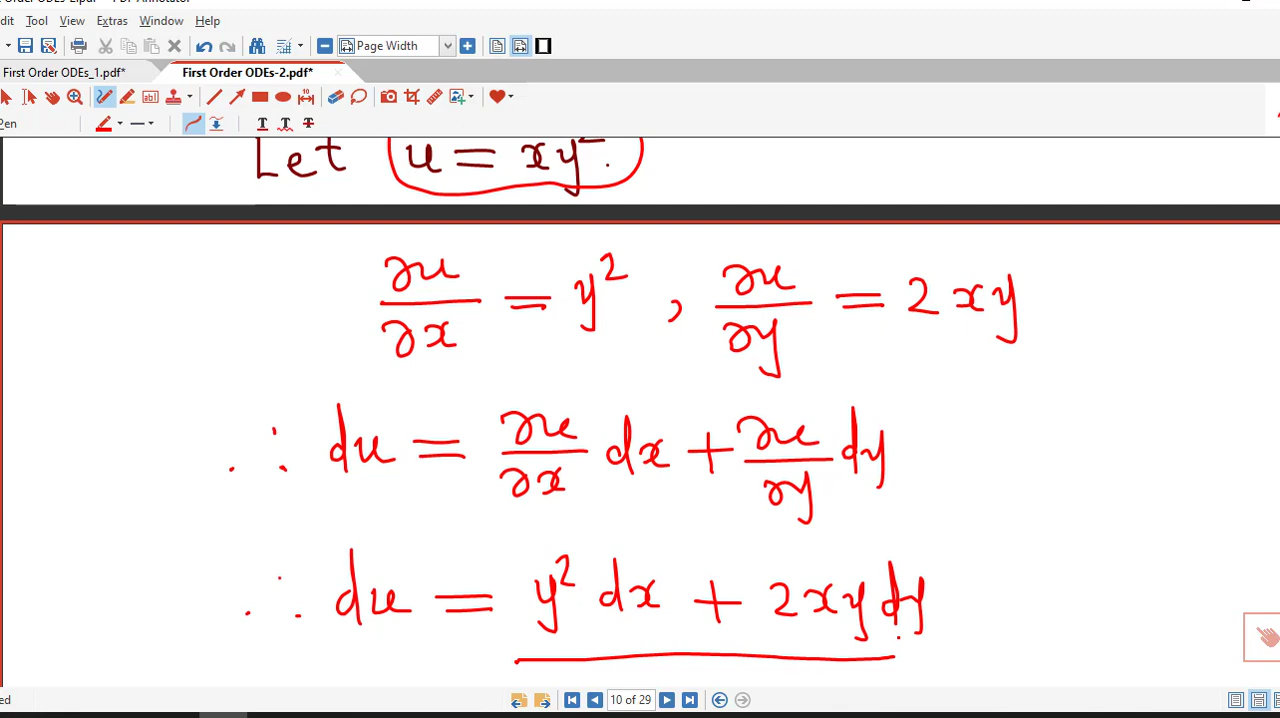 dit Tool View Extras Window Help
Page Width
First Order ODEs_1.pdf* First Order ODEs-2.pdf*
Pen
Let u = xy².
∂u/∂x = y² , ∂u/∂y = 2xy
∴ du = ∂u/∂x dx + ∂u/∂y dy
∴ du = y² dx + 2xy dy
10 of 29